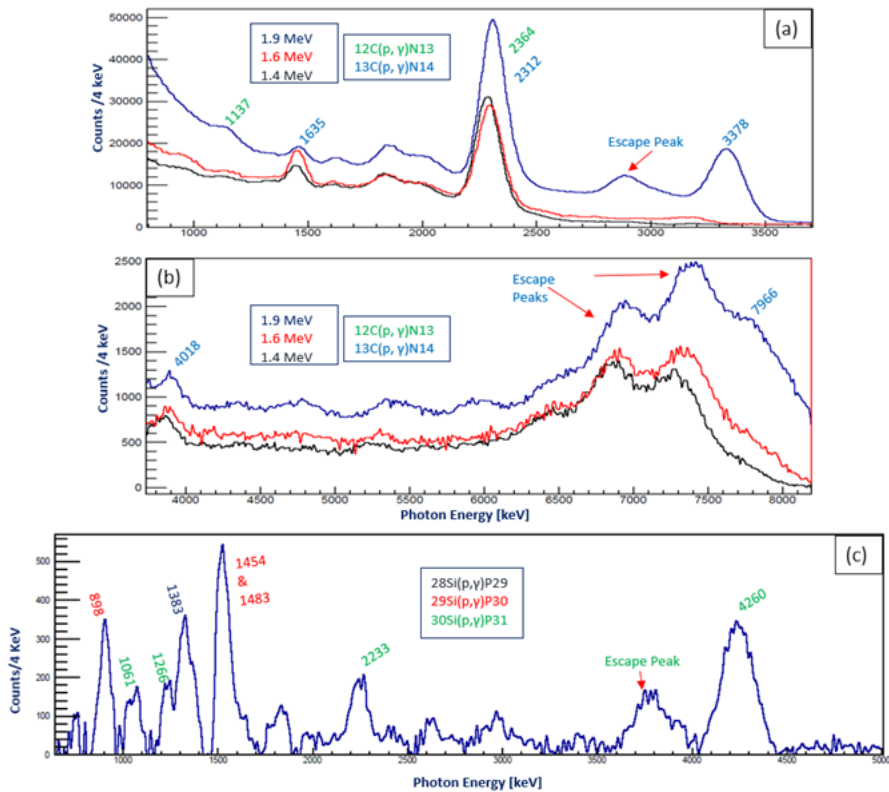 (a)
50000
40000
30000
20000
10000
0
Counts /4 keV
1.9 MeV
1.6 MeV
1.4 MeV
12C(p, γ)N13
13C(p, γ)N14
1137
1635
2364
2312
Escape Peak
3378
1000
1500
2000
2500
3000
3500
(b)
2500
2000
1500
1000
500
0
Counts /4 keV
1.9 MeV
1.6 MeV
1.4 MeV
12C(p, γ)N13
13C(p, γ)N14
4018
Escape
Peaks
7966
4000
4500
5000
5500
6000
6500
7000
7500
8000
Photon Energy [keV]
(c)
500
400
300
200
100
0
Counts/4 KeV
898
1061
1266
1383
1454
&
1483
2233
28Si(p,γ)P29
29Si(p,γ)P30
30Si(p,γ)P31
Escape Peak
4260
1000
1500
2000
2500
3000
3500
4000
4500
5000
Photon Energy [keV]